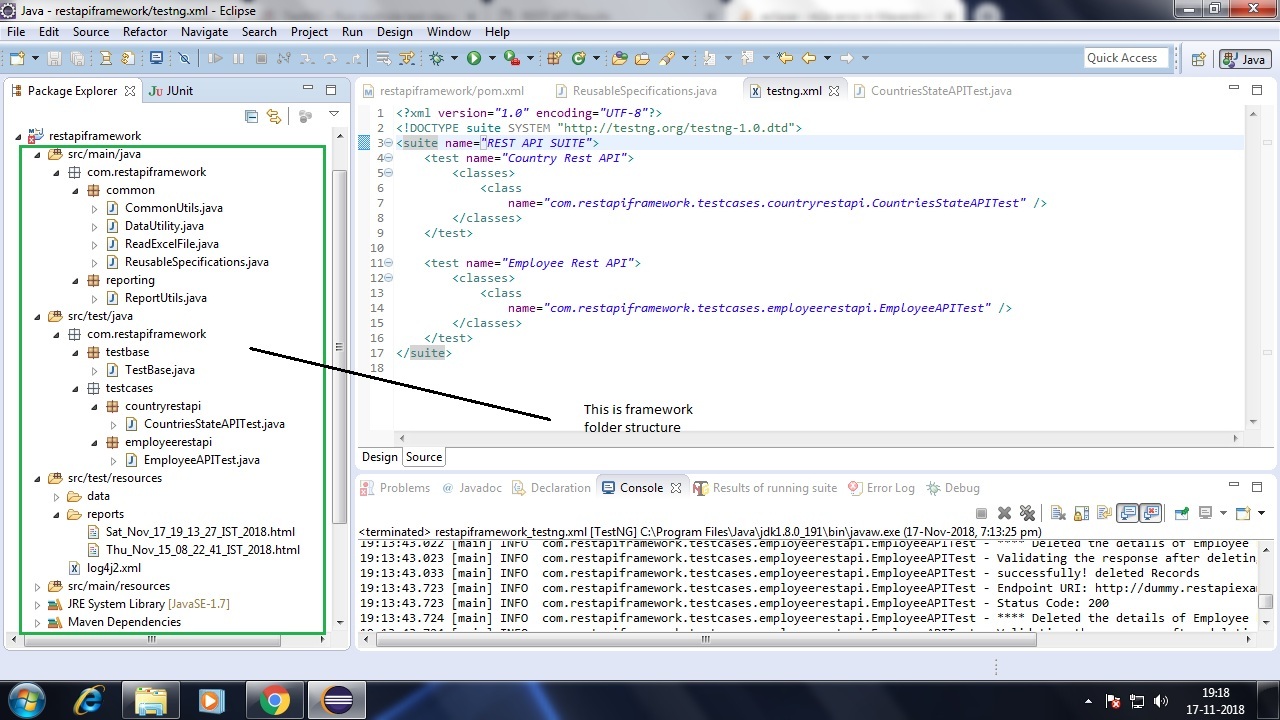 Java - restapiframework/testng.xml - Eclipse
File Edit Source Refactor Navigate Search Project Run Design Window Help
Quick Access
Java
Package Explorer
JUnit
restapiframework
src/main/java
com.restapiframework
common
CommonUtils.java
DataUtility.java
ReadExcelFile.java
ReusableSpecifications.java
reporting
ReportUtils.java
src/test/java
com.restapiframework
testbase
TestBase.java
testcases
countryrestapi
CountriesStateAPITest.java
employeerestapi
EmployeeAPITest.java
src/test/resources
data
reports
Sat_Nov_17_19_13_27_IST_2018.html
Thu_Nov_15_08_22_41_IST_2018.html
log4j2.xml
src/main/resources
JRE System Library [JavaSE-1.7]
Maven Dependencies
restapiframework/pom.xml
ReusableSpecifications.java
testng.xml
CountriesStateAPITest.java
1 <?xml version="1.0" encoding="UTF-8"?>
2 <!DOCTYPE suite SYSTEM "http://testng.org/testng-1.0.dtd">
3 <suite name="REST API SUITE">
4 <test name="Country Rest API">
5 <classes>
6 <class
7 name="com.restapiframework.testcases.countryrestapi.CountriesStateAPITest" />
8 </classes>
9 </test>
10
11 <test name="Employee Rest API">
12 <classes>
13 <class
14 name="com.restapiframework.testcases.employeerestapi.EmployeeAPITest" />
15 </classes>
16 </test>
17 </suite>
18
This is framework
folder structure
Design Source
Problems
Javadoc
Declaration
Console
Results of running suite
Error Log
Debug
<terminated> restapiframework_testng.xml [TestNG] C:\Program Files\Java\jdk1.8.0_191\bin\javaw.exe (17-Nov-2018, 7:13:25 pm)
19:13:43.022 [main] INFO com.restapiframework.testcases.employeerestapi.EmployeeAPITest - **** Deleted the details of Employee
19:13:43.023 [main] INFO com.restapiframework.testcases.employeerestapi.EmployeeAPITest - Validating the response after deletin
19:13:43.033 [main] INFO com.restapiframework.testcases.employeerestapi.EmployeeAPITest - successfully! deleted Records
19:13:43.723 [main] INFO com.restapiframework.testcases.employeerestapi.EmployeeAPITest - Endpoint URI: http://dummy.restapiexa
19:13:43.723 [main] INFO com.restapiframework.testcases.employeerestapi.EmployeeAPITest - Status Code: 200
19:13:43.724 [main] INFO com.restapiframework.testcases.employeerestapi.EmployeeAPITest - **** Deleted the details of Employee
19:18
17-11-2018